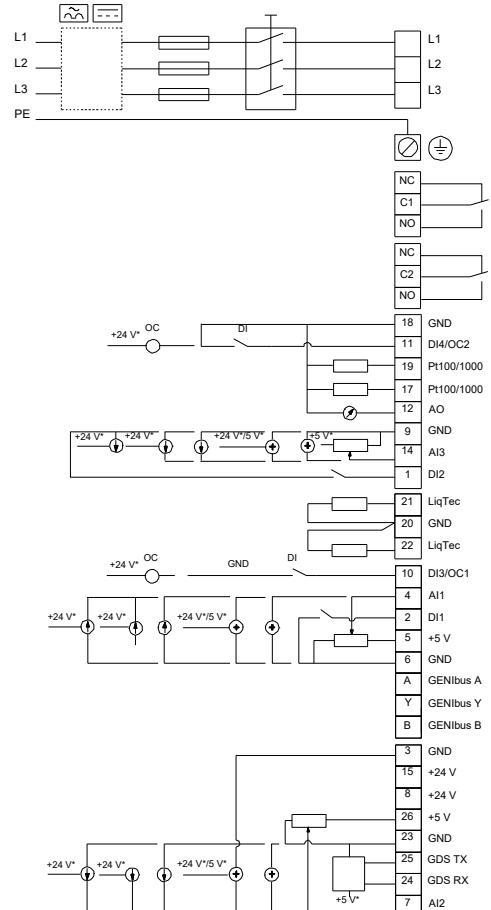 L1 L1
L2 L2
L3 L3
PE
NC
C1
NO
NC
C2
NO
18 GND
+24 V* OC DI 11 DI4/OC2
19 Pt100/1000
17 Pt100/1000
12 AO
9 GND
+24 V* +24 V* +24 V*/5 V* +5 V*
14 AI3
1 DI2
21 LiqTec
20 GND
22 LiqTec
+24 V* OC GND DI 10 DI3/OC1
4 AI1
+24 V* +24 V* +24 V*/5 V* 2 DI1
5 +5 V
6 GND
A GENIbus A
Y GENIbus Y
B GENIbus B
3 GND
15 +24 V
8 +24 V
26 +5 V
23 GND
+24 V* +24 V* +24 V*/5 V* 25 GDS TX
24 GDS RX
+5 V* 7 AI2